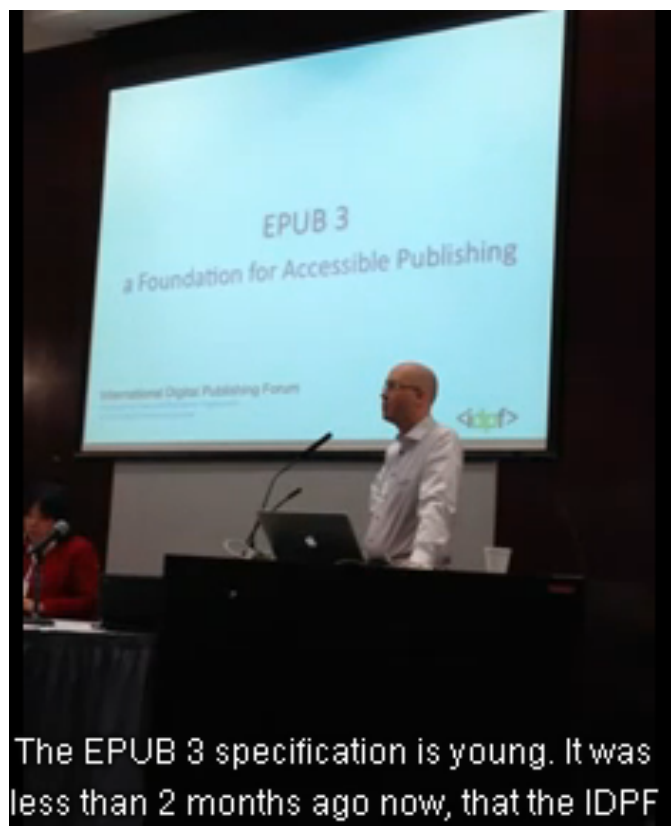 EPUB 3
a Foundation for Accessible Publishing
International Digital Publishing Forum
<idpf>
The EPUB 3 specification is young. It was
less than 2 months ago now, that the IDPF